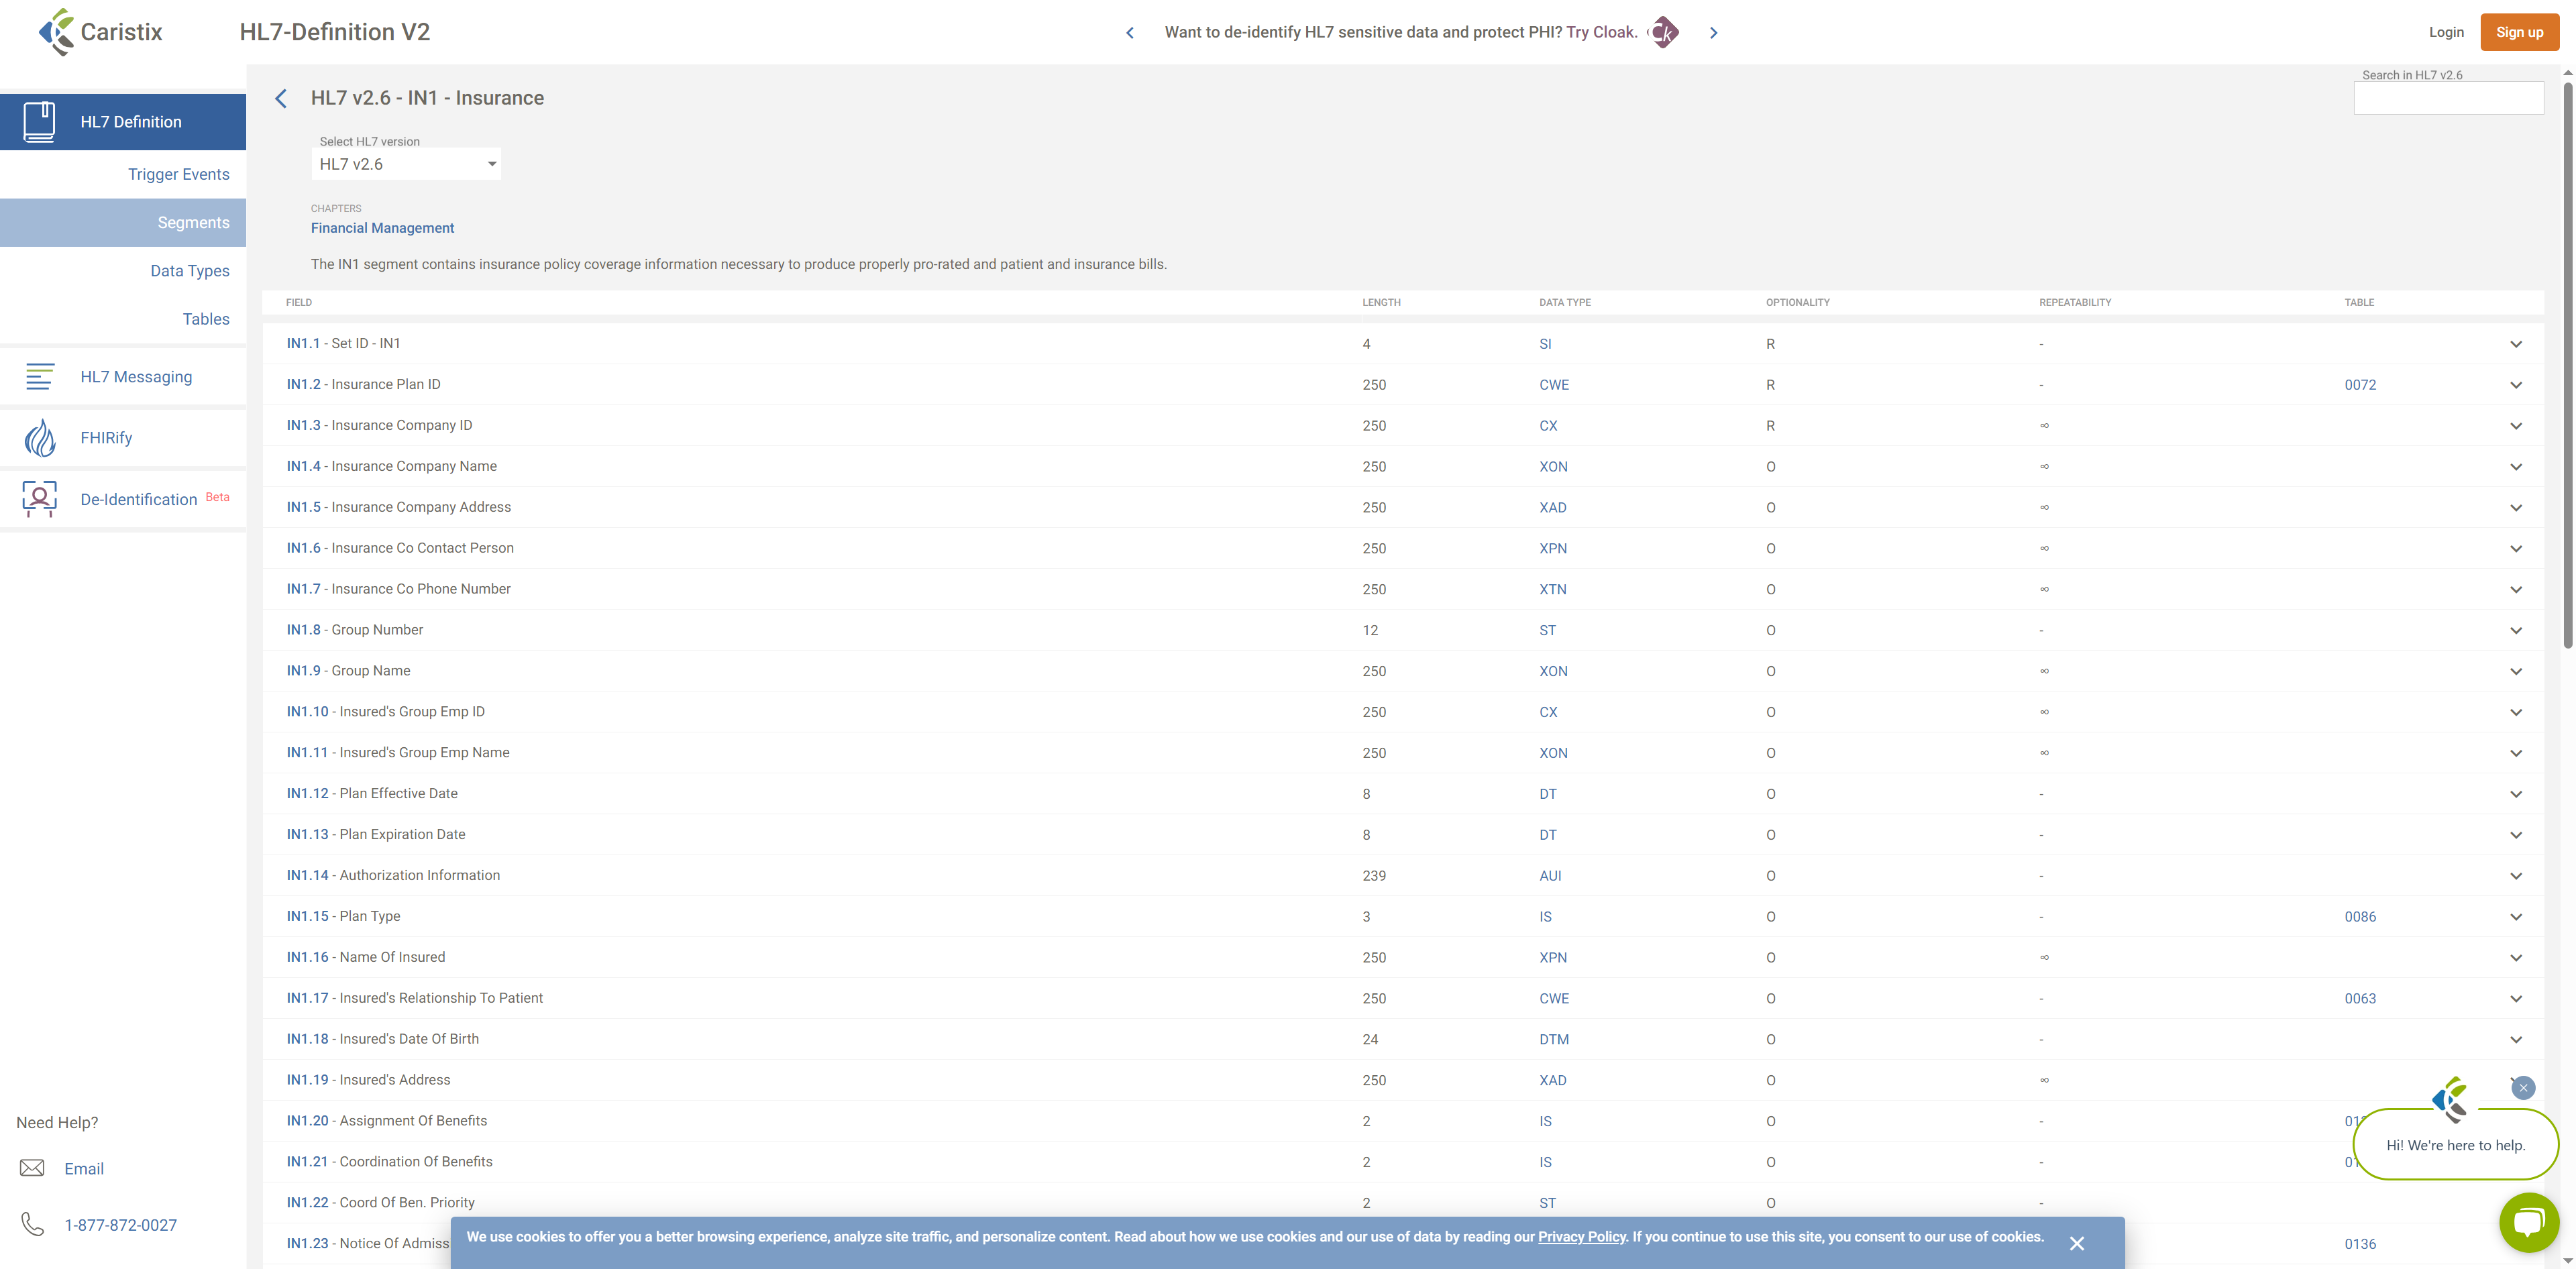 Caristix
HL7-Definition V2
Want to de-identify HL7 sensitive data and protect PHI? Try Cloak. Ck
Login
Sign up
HL7 Definition
Trigger Events
Segments
Data Types
Tables
HL7 Messaging
FHIRify
De-Identification Beta
Need Help?
Email
1-877-872-0027
HL7 v2.6 - IN1 - Insurance
Search in HL7 v2.6
Select HL7 version
HL7 v2.6
CHAPTERS
Financial Management
The IN1 segment contains insurance policy coverage information necessary to produce properly pro-rated and patient and insurance bills.
FIELD LENGTH DATA TYPE OPTIONALITY REPEATABILITY TABLE
IN1.1 - Set ID - IN1 4 SI R -
IN1.2 - Insurance Plan ID 250 CWE R - 0072
IN1.3 - Insurance Company ID 250 CX R ∞
IN1.4 - Insurance Company Name 250 XON O ∞
IN1.5 - Insurance Company Address 250 XAD O ∞
IN1.6 - Insurance Co Contact Person 250 XPN O ∞
IN1.7 - Insurance Co Phone Number 250 XTN O ∞
IN1.8 - Group Number 12 ST O -
IN1.9 - Group Name 250 XON O ∞
IN1.10 - Insured's Group Emp ID 250 CX O ∞
IN1.11 - Insured's Group Emp Name 250 XON O ∞
IN1.12 - Plan Effective Date 8 DT O -
IN1.13 - Plan Expiration Date 8 DT O -
IN1.14 - Authorization Information 239 AUI O -
IN1.15 - Plan Type 3 IS O - 0086
IN1.16 - Name Of Insured 250 XPN O ∞
IN1.17 - Insured's Relationship To Patient 250 CWE O - 0063
IN1.18 - Insured's Date Of Birth 24 DTM O -
IN1.19 - Insured's Address 250 XAD O ∞
IN1.20 - Assignment Of Benefits 2 IS O -
IN1.21 - Coordination Of Benefits 2 IS O -
IN1.22 - Coord Of Ben. Priority 2 ST O -
IN1.23 - Notice Of Admiss 0136
Hi! We're here to help.
We use cookies to offer you a better browsing experience, analyze site traffic, and personalize content. Read about how we use cookies and our use of data by reading our Privacy Policy. If you continue to use this site, you consent to our use of cookies.